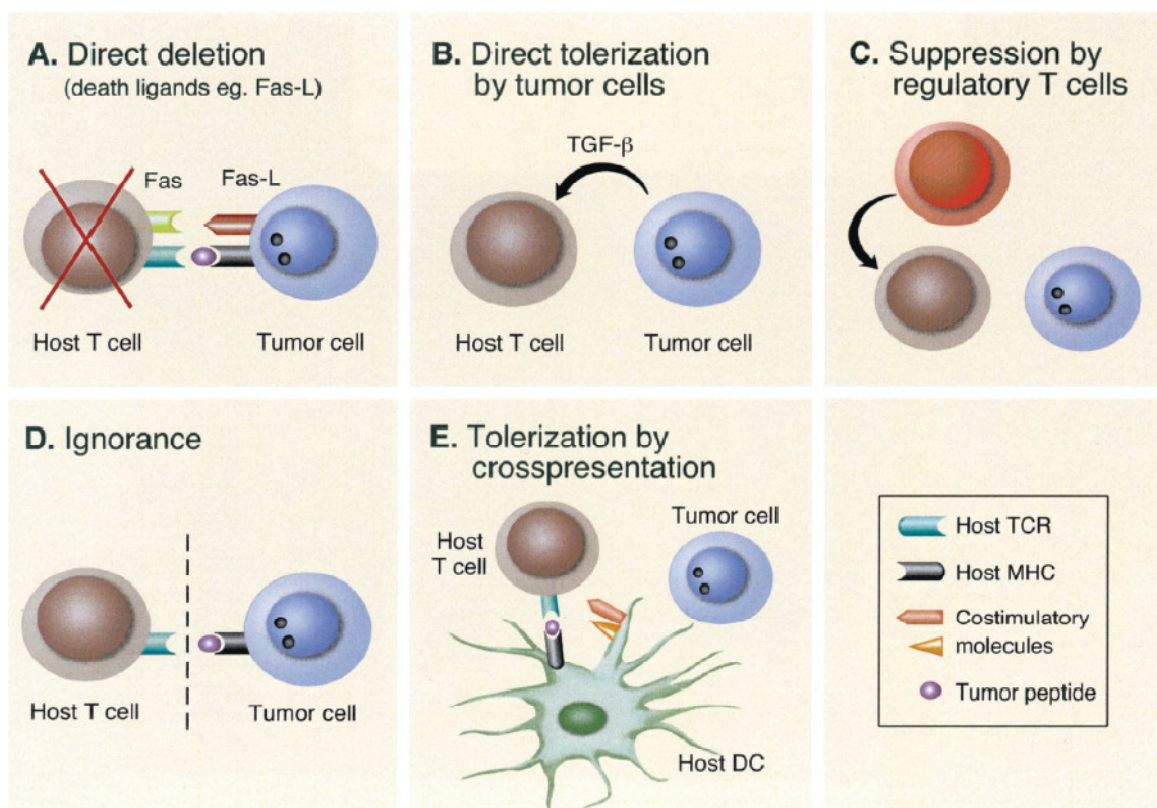 A. Direct deletion
(death ligands eg. Fas-L)
Fas
Fas-L
Host T cell
Tumor cell
B. Direct tolerization
by tumor cells
TGF-β
Host T cell
Tumor cell
C. Suppression by
regulatory T cells
D. Ignorance
Host T cell
Tumor cell
E. Tolerization by
crosspresentation
Host
T cell
Tumor cell
Host DC
Host TCR
Host MHC
Costimulatory
molecules
Tumor peptide